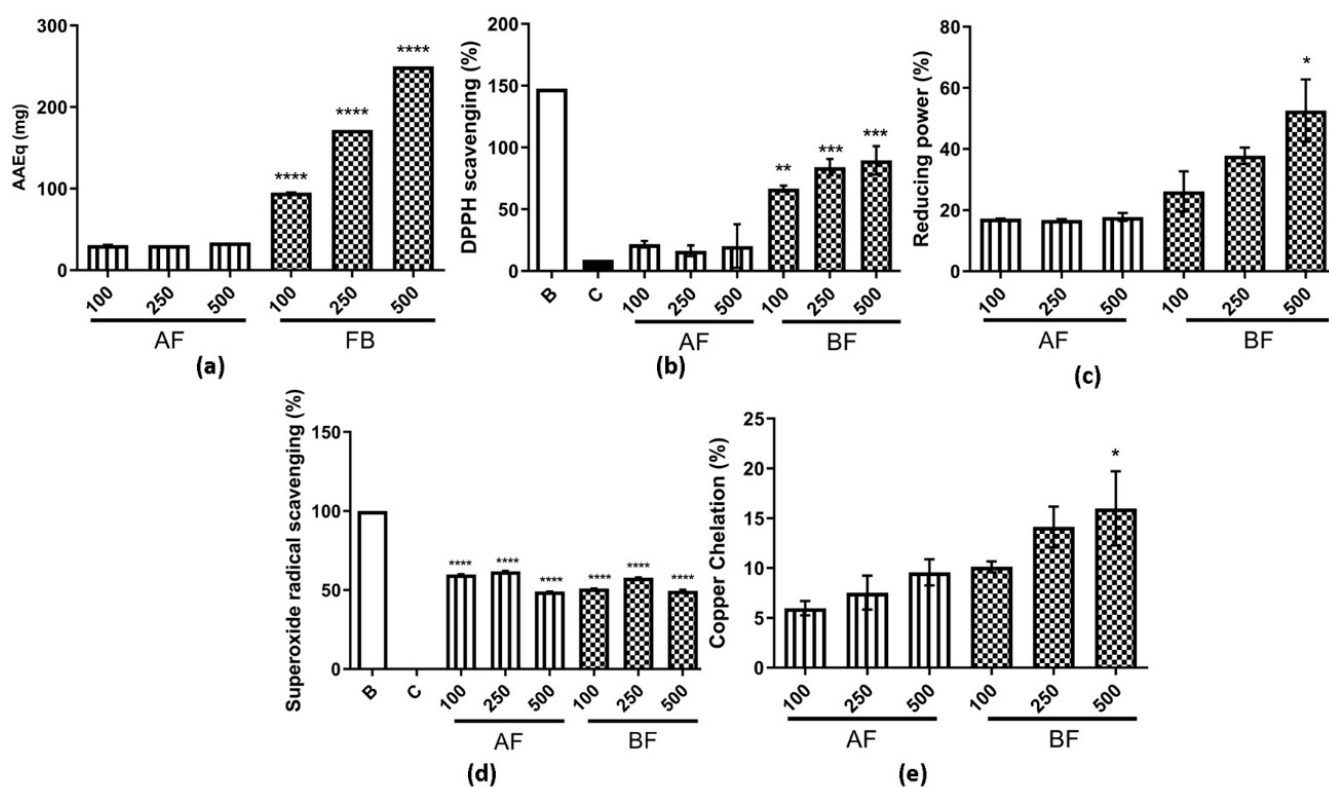 AAEq (mg)
300
200
100
0
****
****
****
100
250
500
100
250
500
AF
FB
(a)
DPPH scavenging (%)
200
150
100
50
0
**
***
***
B
C
100
250
500
100
250
500
AF
BF
(b)
Reducing power (%)
80
60
40
20
0
*
100
250
500
100
250
500
AF
BF
(c)
Superoxide radical scavenging (%)
150
100
50
0
****
****
****
****
****
****
B
C
100
250
500
100
250
500
AF
BF
(d)
Copper Chelation (%)
25
20
15
10
5
0
*
100
250
500
100
250
500
AF
BF
(e)